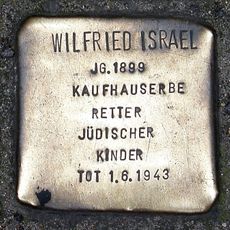 WILFRIED ISRAEL
JG. 1899
KAUFHAUSERBE
RETTER
JÜDISCHER
KINDER
TOT 1.6.1943